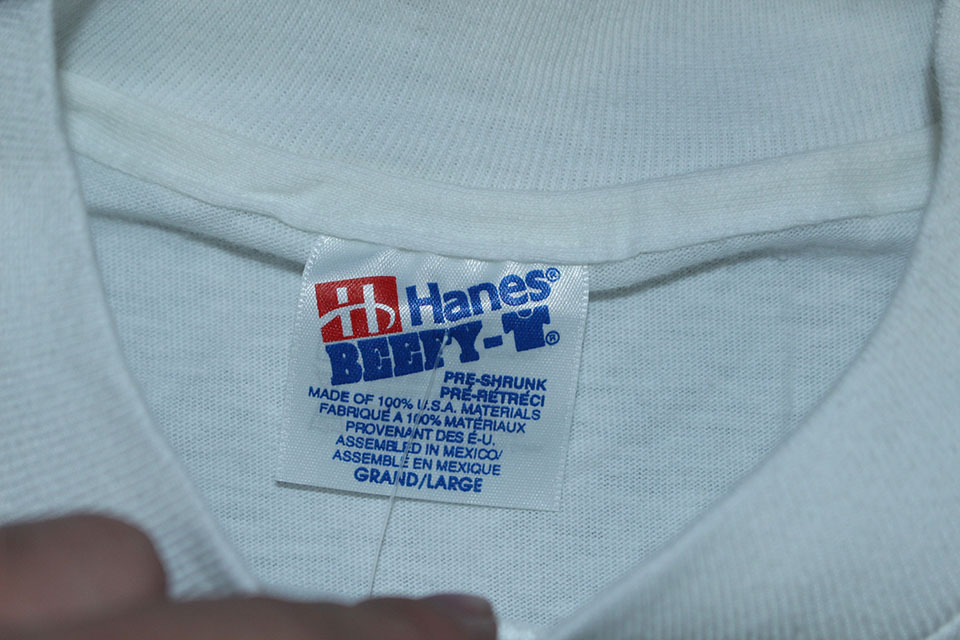 H Hanes®
BEEFY-T®
PRE-SHRUNK
PRÉ-RÉTRÉCI
MADE OF 100% U.S.A. MATERIALS
FABRIQUÉ A 100% MATÉRIAUX
PROVENANT DES É-U.
ASSEMBLED IN MEXICO/
ASSEMBLÉ EN MEXIQUE
GRAND/LARGE